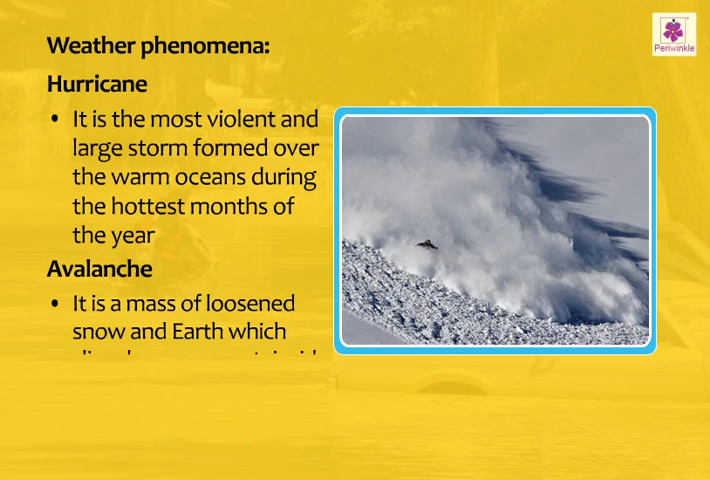 Periwinkle
Weather phenomena:
Hurricane
• It is the most violent and
large storm formed over
the warm oceans during
the hottest months of
the year
Avalanche
• It is a mass of loosened
snow and Earth which